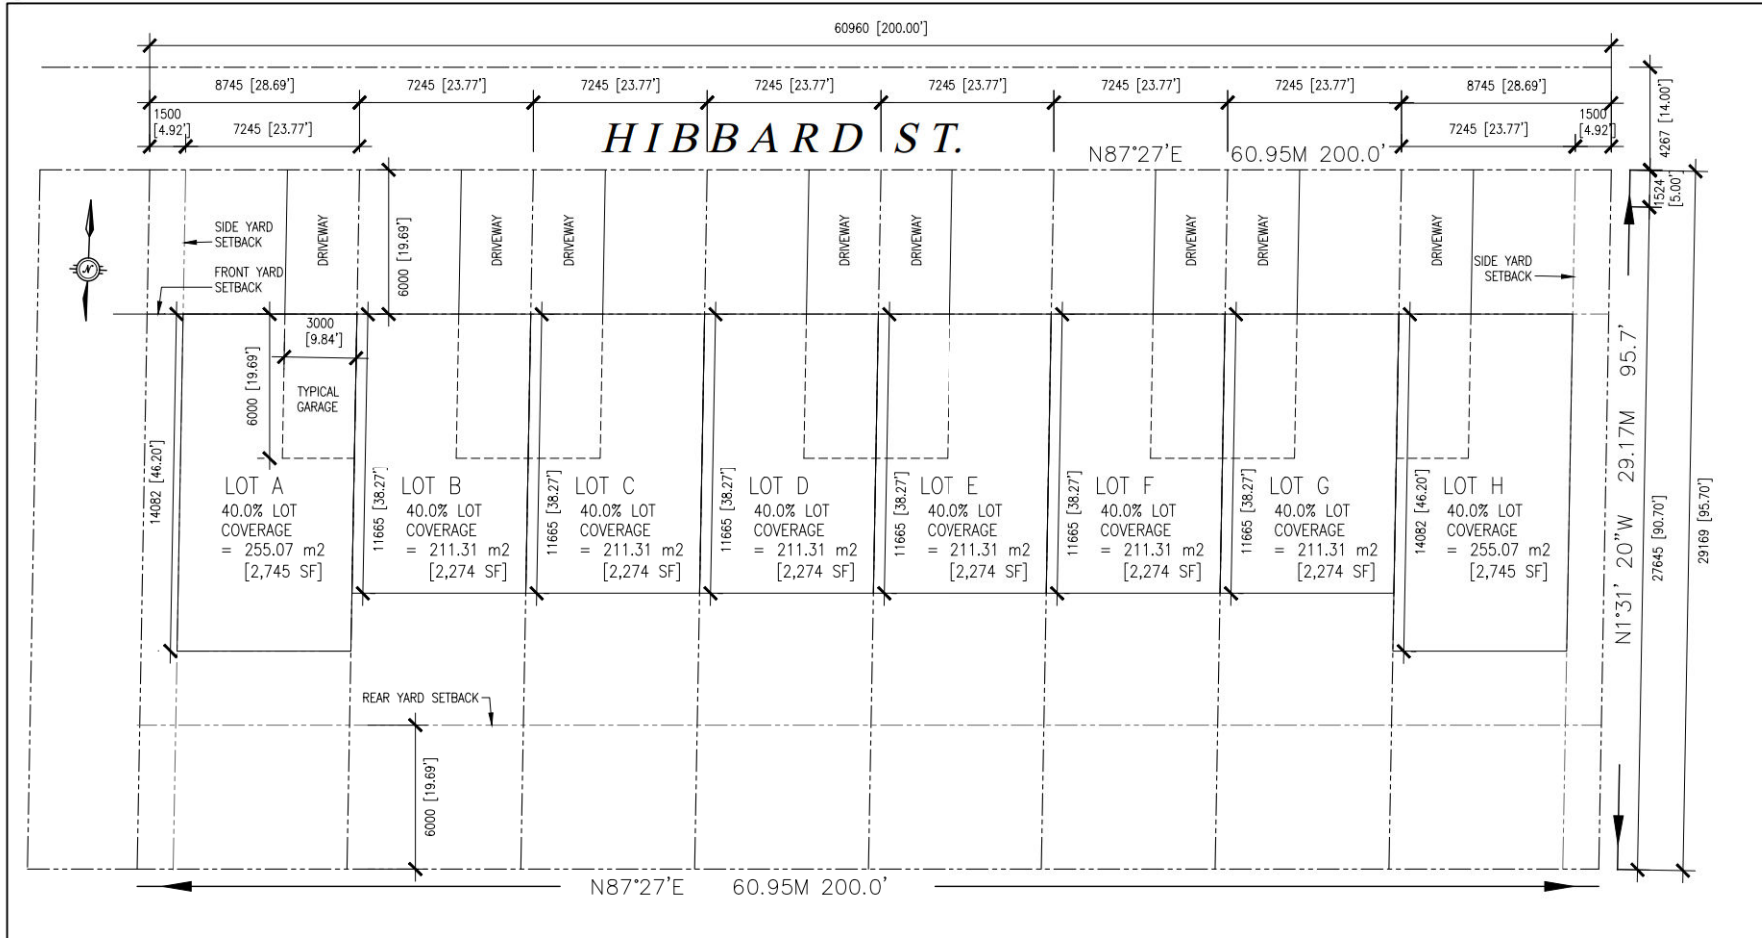 60960 [200.00']
8745 [28.69']
7245 [23.77']
7245 [23.77']
7245 [23.77']
7245 [23.77']
7245 [23.77']
7245 [23.77']
8745 [28.69']
1500
[4.92']
7245 [23.77']
HIBBARD ST.
7245 [23.77']
1500
[4.92']
4267 [14.00']
N87°27'E 60.95M 200.0'
1524
[5.00']
SIDE YARD
SETBACK
FRONT YARD
SETBACK
N
DRIVEWAY
6000 [19.69']
DRIVEWAY
DRIVEWAY
DRIVEWAY
DRIVEWAY
DRIVEWAY
DRIVEWAY
DRIVEWAY
SIDE YARD
SETBACK
3000
[9.84']
6000 [19.69']
TYPICAL
GARAGE
14082 [46.20']
LOT A
40.0% LOT
COVERAGE
= 255.07 m2
[2,745 SF]
11665 [38.27']
LOT B
40.0% LOT
COVERAGE
= 211.31 m2
[2,274 SF]
11665 [38.27']
LOT C
40.0% LOT
COVERAGE
= 211.31 m2
[2,274 SF]
11665 [38.27']
LOT D
40.0% LOT
COVERAGE
= 211.31 m2
[2,274 SF]
11665 [38.27']
LOT E
40.0% LOT
COVERAGE
= 211.31 m2
[2,274 SF]
11665 [38.27']
LOT F
40.0% LOT
COVERAGE
= 211.31 m2
[2,274 SF]
11665 [38.27']
LOT G
40.0% LOT
COVERAGE
= 211.31 m2
[2,274 SF]
14082 [46.20']
LOT H
40.0% LOT
COVERAGE
= 255.07 m2
[2,745 SF]
N1°31' 20"W 29.17M 95.7'
27645 [90.70']
29169 [95.70']
REAR YARD SETBACK
6000 [19.69']
N87°27'E 60.95M 200.0'